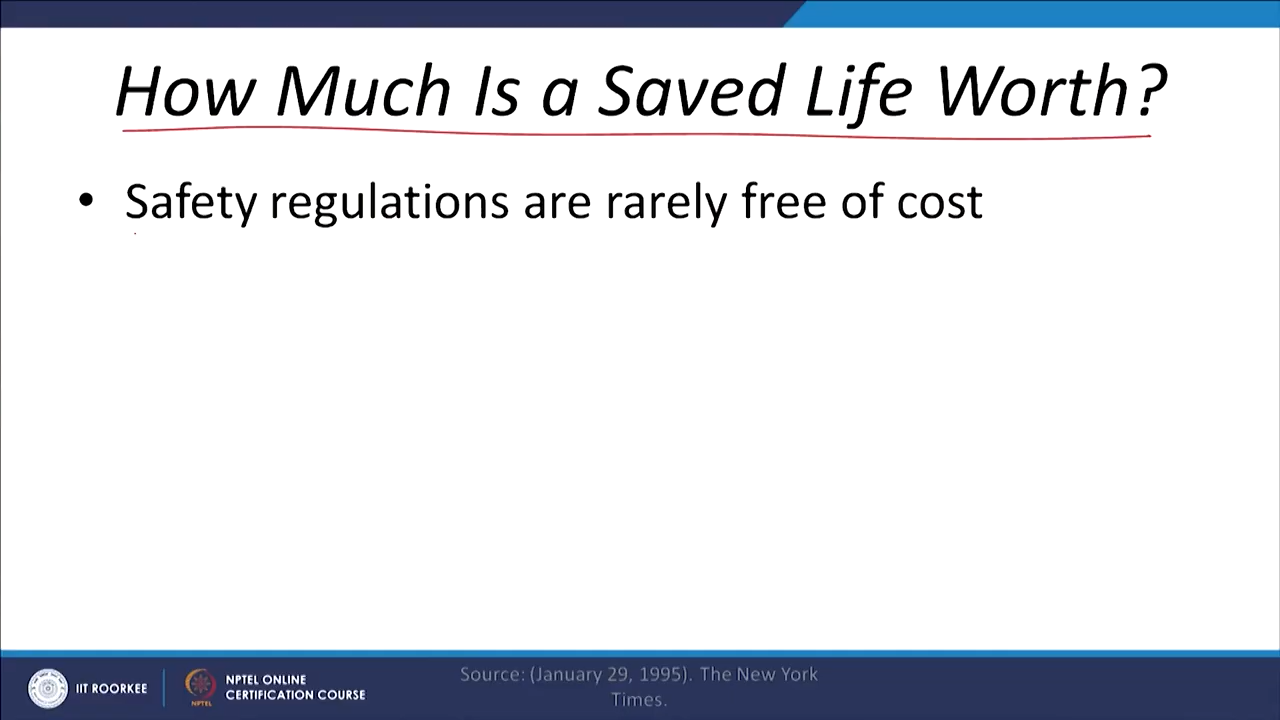 How Much Is a Saved Life Worth?
• Safety regulations are rarely free of cost
IIT ROORKEE
NPTEL
NPTEL ONLINE
CERTIFICATION COURSE
Source: (January 29, 1995). The New York
Times.